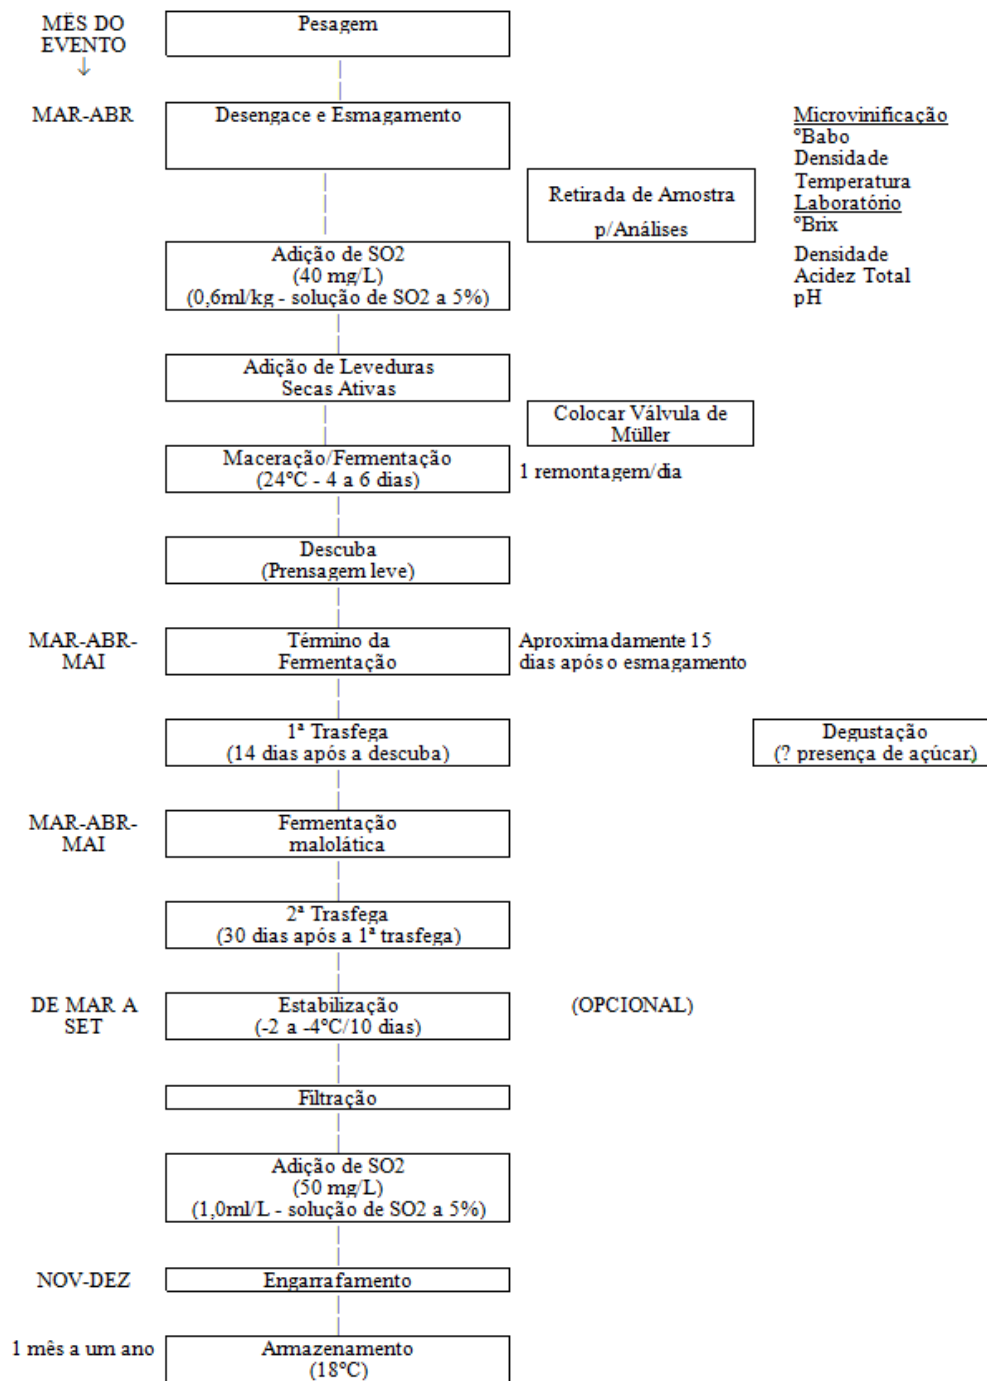 MÊS DO
EVENTO
↓
Pesagem
MAR-ABR
Desengace e Esmagamento
Microvinificação
°Babo
Densidade
Temperatura
Laboratório
°Brix
Densidade
Acidez Total
pH
Retirada de Amostra
p/Análises
Adição de SO2
(40 mg/L)
(0,6ml/kg - solução de SO2 a 5%)
Adição de Leveduras
Secas Ativas
Colocar Válvula de
Müller
Maceração/Fermentação
(24°C - 4 a 6 dias)
1 remontagem/dia
Descuba
(Prensagem leve)
MAR-ABR-
MAI
Término da
Fermentação
Aproximadamente 15
dias após o esmagamento
1ª Trasfega
(14 dias após a descuba)
Degustação
(? presença de açúcar)
MAR-ABR-
MAI
Fermentação
malolática
2ª Trasfega
(30 dias após a 1ª trasfega)
DE MAR A
SET
Estabilização
(-2 a -4°C/10 dias)
(OPCIONAL)
Filtração
Adição de SO2
(50 mg/L)
(1,0ml/L - solução de SO2 a 5%)
NOV-DEZ
Engarrafamento
1 mês a um ano
Armazenamento
(18°C)